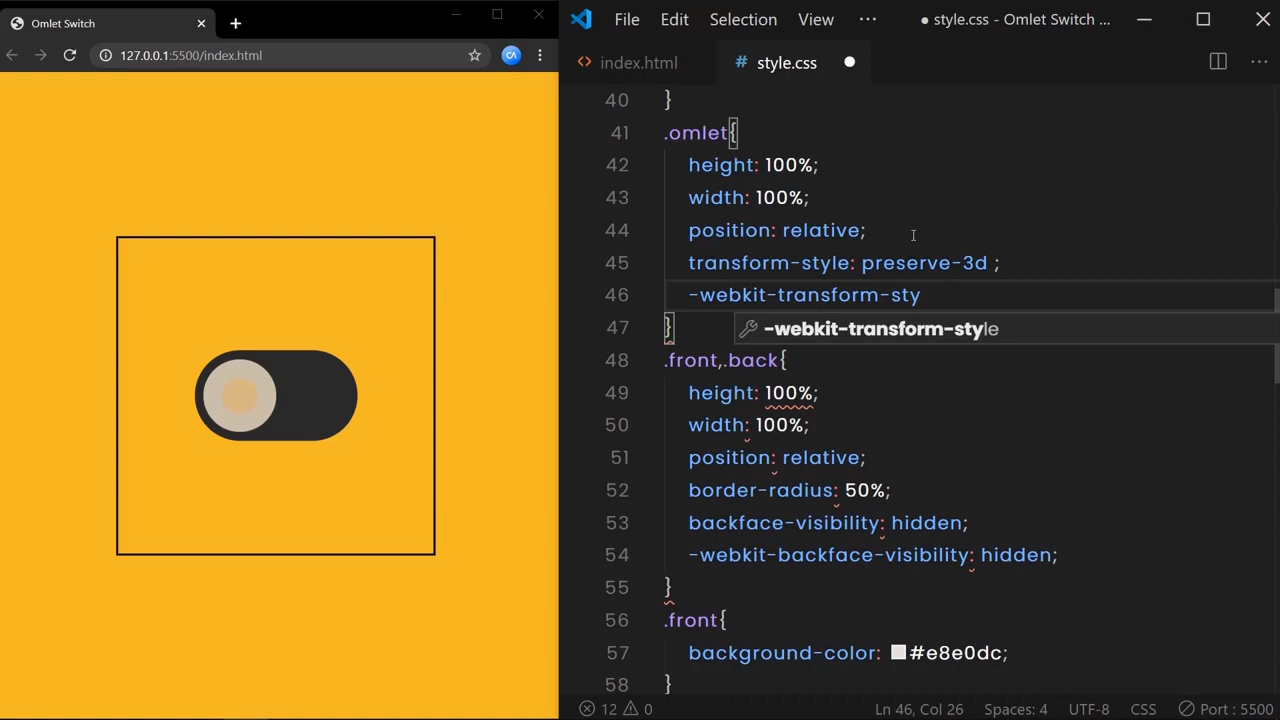 Omlet Switch
127.0.0.1:5500/index.html
File Edit Selection View ··· ● style.css - Omlet Switch ...
<> index.html # style.css ●
40 }
41 .omlet{
42 height: 100%;
43 width: 100%;
44 position: relative;
45 transform-style: preserve-3d ;
46 -webkit-transform-sty
47 } -webkit-transform-style
48 .front,.back{
49 height: 100%;
50 width: 100%;
51 position: relative;
52 border-radius: 50%;
53 backface-visibility: hidden;
54 -webkit-backface-visibility: hidden;
55 }
56 .front{
57 background-color: #e8e0dc;
58 }
12 0 Ln 46, Col 26 Spaces: 4 UTF-8 CSS Port : 5500